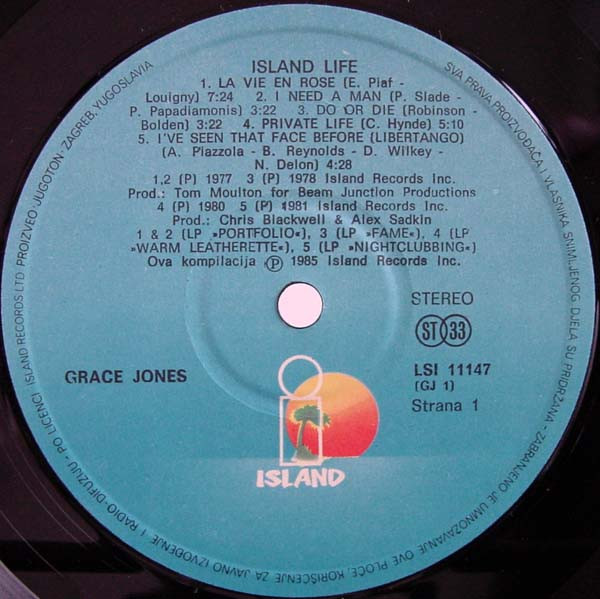 ISLAND LIFE
1. LA VIE EN ROSE (E. Piaf -
Louigny) 7:24 2. I NEED A MAN (P. Slade -
P. Papadiamonis) 3:22 3. DO OR DIE (Robinson -
Bolden) 3:22 4. PRIVATE LIFE (C. Hynde) 5:10
5. I'VE SEEN THAT FACE BEFORE (LIBERTANGO)
(A. Piazzola - B. Reynolds - D. Wilkey -
N. Delon) 4:28
1,2 (P) 1977 3 (P) 1978 Island Records Inc.
Prod.: Tom Moulton for Beam Junction Productions
4 (P) 1980 5 (P) 1981 Island Records Inc.
Prod.: Chris Blackwell & Alex Sadkin
1 & 2 (LP »PORTFOLIO«), 3 (LP »FAME«), 4 (LP
»WARM LEATHERETTE«), 5 (LP »NIGHTCLUBBING«)
Ova kompilacija Ⓟ 1985 Island Records Inc.
STEREO
ST 33
GRACE JONES
LSI 11147
(GJ 1)
Strana 1
i
ISLAND
SVA PRAVA PROIZVOĐAČA I VLASNIKA SNIMLJENOG DJELA SU PRIDRŽANA - ZABRANJENO JE UMNOŽAVANJE OVE PLOČE, KORIŠĆENJE ZA JAVNO IZVOĐENJE I RADIO-DIFUZIJU - PO LICENCI ISLAND RECORDS LTD PROIZVEO JUGOTON - ZAGREB, YUGOSLAVIA